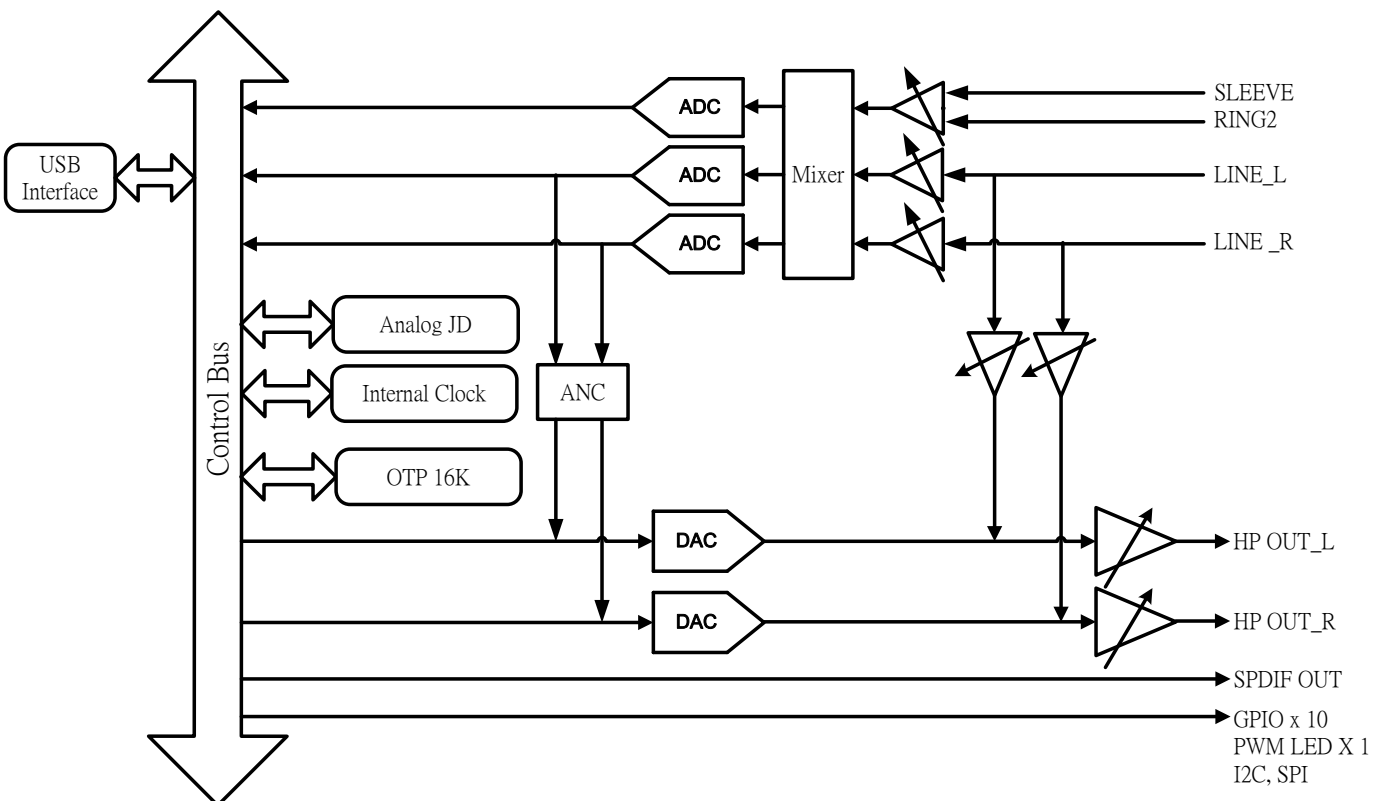 SLEEVE
RING2
LINE_L
LINE _R
ADC
ADC
ADC
Mixer
USB
Interface
Control Bus
Analog JD
Internal Clock
OTP 16K
ANC
DAC
DAC
HP OUT_L
HP OUT_R
SPDIF OUT
GPIO x 10
PWM LED X 1
I2C, SPI